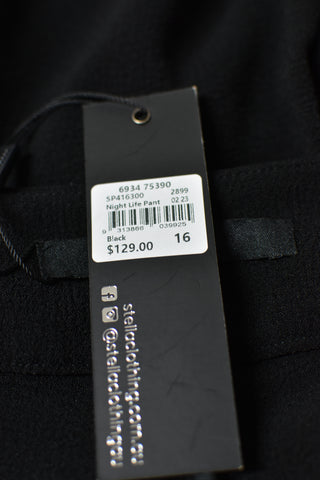 6934 75390
SP416300 2899
Night Life Pant 02 23
9 313866 039925
Black 16
$129.00
stellaclothing.com.au
@stellaclothingau